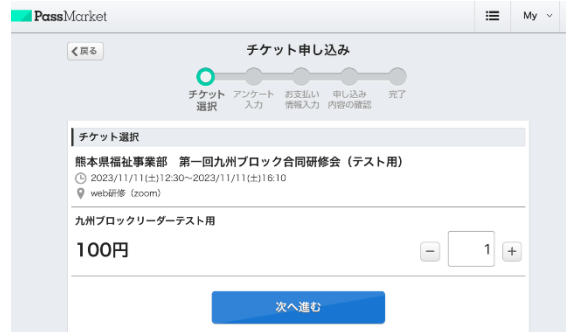 PassMarket
My
戻る
チケット申し込み
チケット
選択
アンケート
入力
お支払い
情報入力
申し込み
内容の確認
完了
チケット選択
熊本県福祉事業部 第一回九州ブロック合同研修会（テスト用）
2023/11/11(土)12:30～2023/11/11(土)16:10
web研修（zoom）
九州ブロックリーダーテスト用
100円
− 1 +
次へ進む